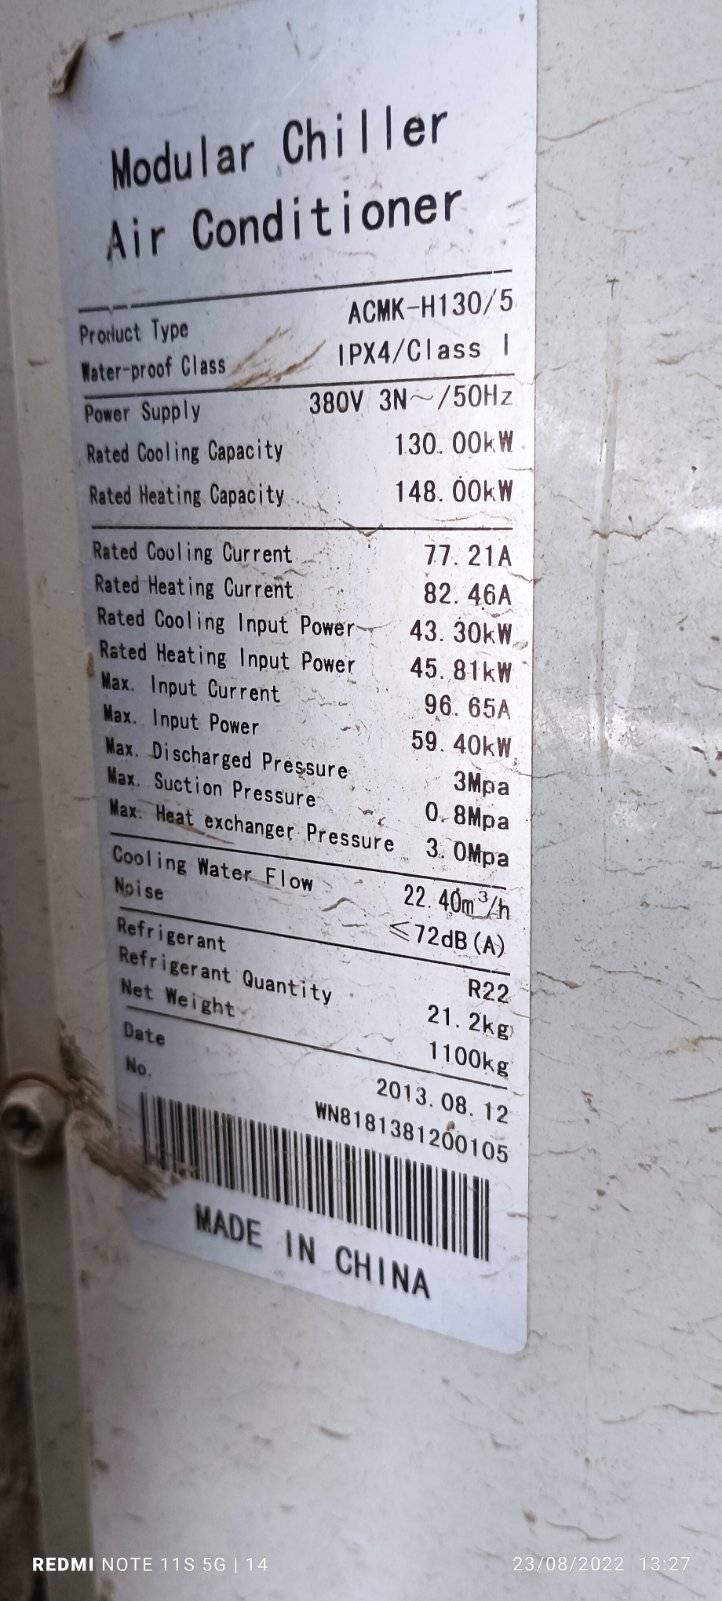 Modular Chiller
Air Conditioner
Product Type ACMK-H130/5
Water-proof Class IPX4/Class I
Power Supply 380V 3N～/50Hz
Rated Cooling Capacity 130.00kW
Rated Heating Capacity 148.00kW
Rated Cooling Current 77.21A
Rated Heating Current 82.46A
Rated Cooling Input Power 43.30kW
Rated Heating Input Power 45.81kW
Max. Input Current 96.65A
Max. Input Power 59.40kW
Max. Discharged Pressure 3Mpa
Max. Suction Pressure 0.8Mpa
Max. Heat exchanger Pressure 3.0Mpa
Cooling Water Flow 22.40m³/h
Noise ≤72dB(A)
Refrigerant R22
Refrigerant Quantity 21.2kg
Net Weight 1100kg
Date 2013.08.12
No. WN8181381200105
MADE IN CHINA
REDMI NOTE 11S 5G | 14 23/08/2022 13:27